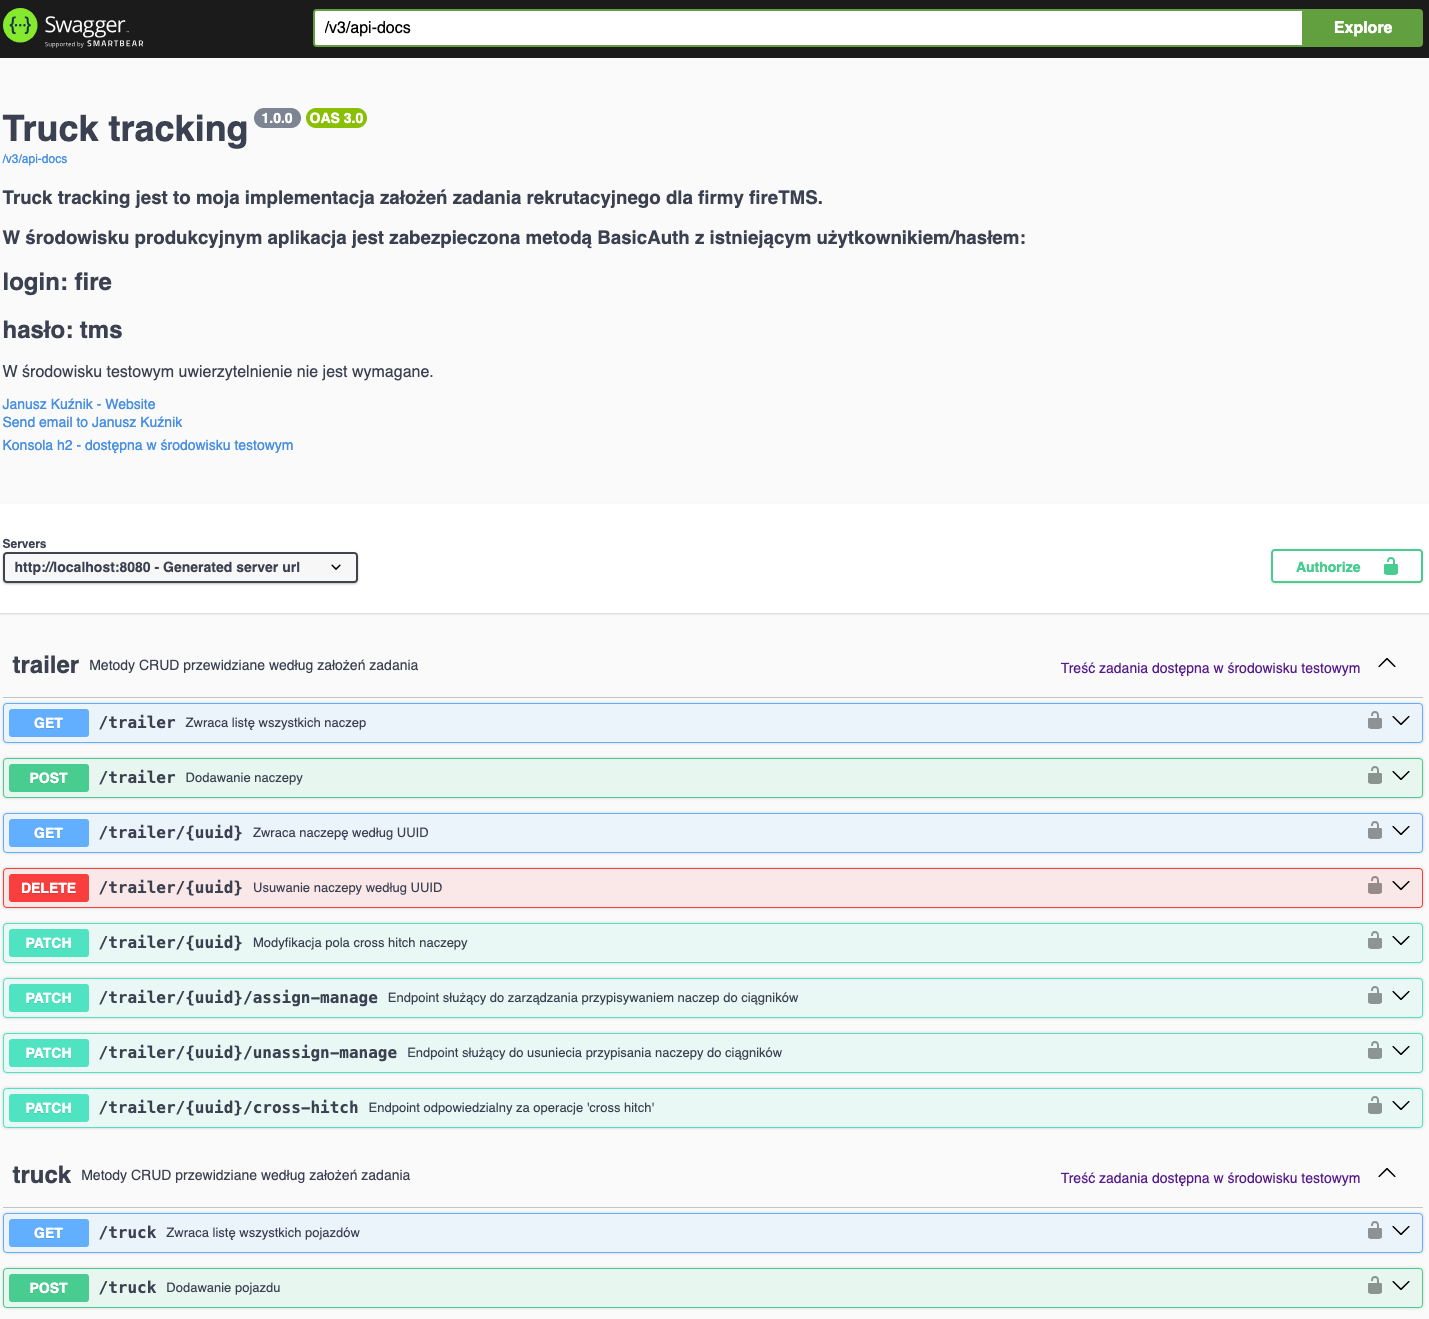 Swagger
Supported by SMARTBEAR
/v3/api-docs
Explore
Truck tracking 1.0.0 OAS 3.0
/v3/api-docs
Truck tracking jest to moja implementacja założeń zadania rekrutacyjnego dla firmy fireTMS.
W środowisku produkcyjnym aplikacja jest zabezpieczona metodą BasicAuth z istniejącym użytkownikiem/hasłem:
login: fire
hasło: tms
W środowisku testowym uwierzytelnienie nie jest wymagane.
Janusz Kuźnik - Website
Send email to Janusz Kuźnik
Konsola h2 - dostępna w środowisku testowym
Servers
http://localhost:8080 - Generated server url
Authorize
trailer Metody CRUD przewidziane według założeń zadania Treść zadania dostępna w środowisku testowym
GET /trailer Zwraca listę wszystkich naczep
POST /trailer Dodawanie naczepy
GET /trailer/{uuid} Zwraca naczepę według UUID
DELETE /trailer/{uuid} Usuwanie naczepy według UUID
PATCH /trailer/{uuid} Modyfikacja pola cross hitch naczepy
PATCH /trailer/{uuid}/assign-manage Endpoint służący do zarządzania przypisywaniem naczep do ciągników
PATCH /trailer/{uuid}/unassign-manage Endpoint służący do usuniecia przypisania naczepy do ciągników
PATCH /trailer/{uuid}/cross-hitch Endpoint odpowiedzialny za operacje 'cross hitch'
truck Metody CRUD przewidziane według założeń zadania Treść zadania dostępna w środowisku testowym
GET /truck Zwraca listę wszystkich pojazdów
POST /truck Dodawanie pojazdu